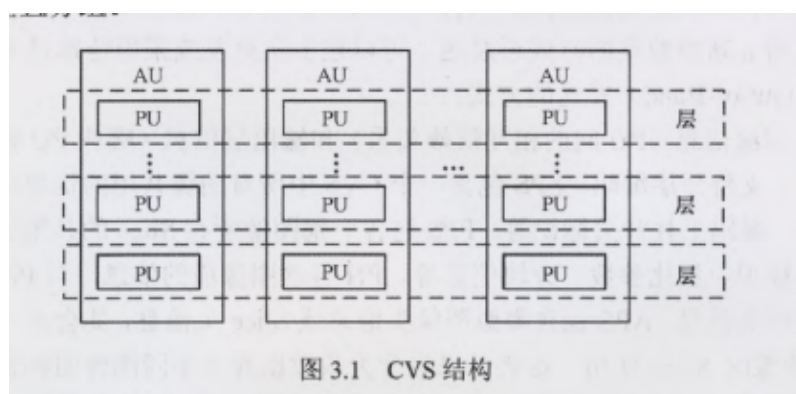 AU AU AU
PU PU PU 层
⋮ ⋮ … ⋮
PU PU PU 层
PU PU PU 层
图 3.1 CVS 结构